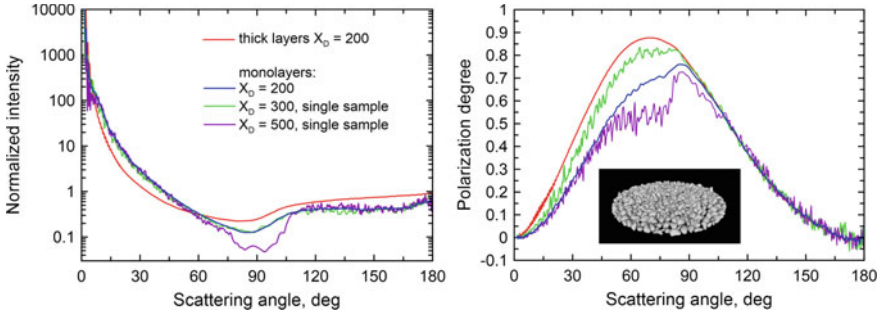 10000
1000
100
10
1
0.1
Normalized intensity
thick layers X_D = 200
monolayers:
X_D = 200
X_D = 300, single sample
X_D = 500, single sample
0 30 60 90 120 150 180
Scattering angle, deg
1
0.9
0.8
0.7
0.6
0.5
0.4
0.3
0.2
0.1
0
-0.1
Polarization degree
0 30 60 90 120 150 180
Scattering angle, deg